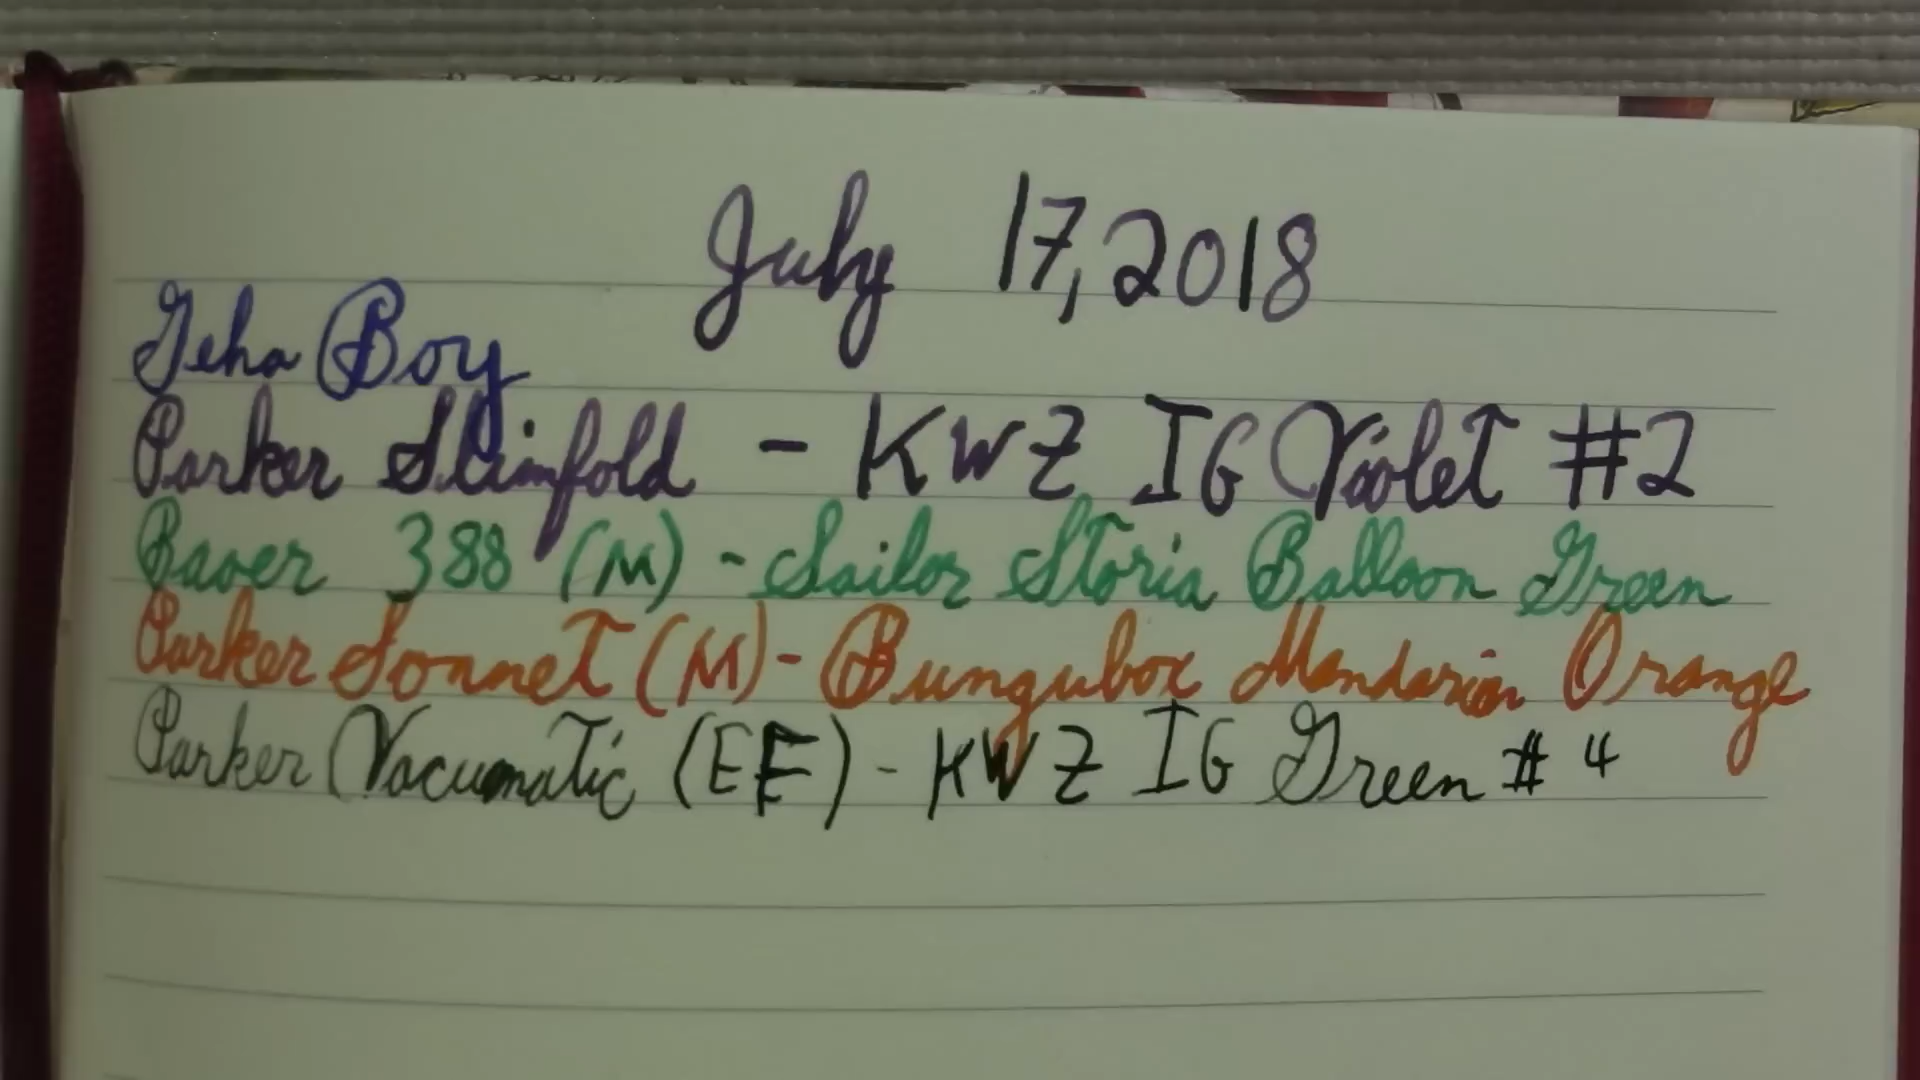 July 17, 2018
Geha Boy
Parker Slimfold - KWZ IG Violet #2
Baoer 388 (M) - Sailor Storia Balloon Green
Parker Sonnet (M) - Bungubox Mandarin Orange
Parker Vacumatic (EF) - KWZ IG Green #4